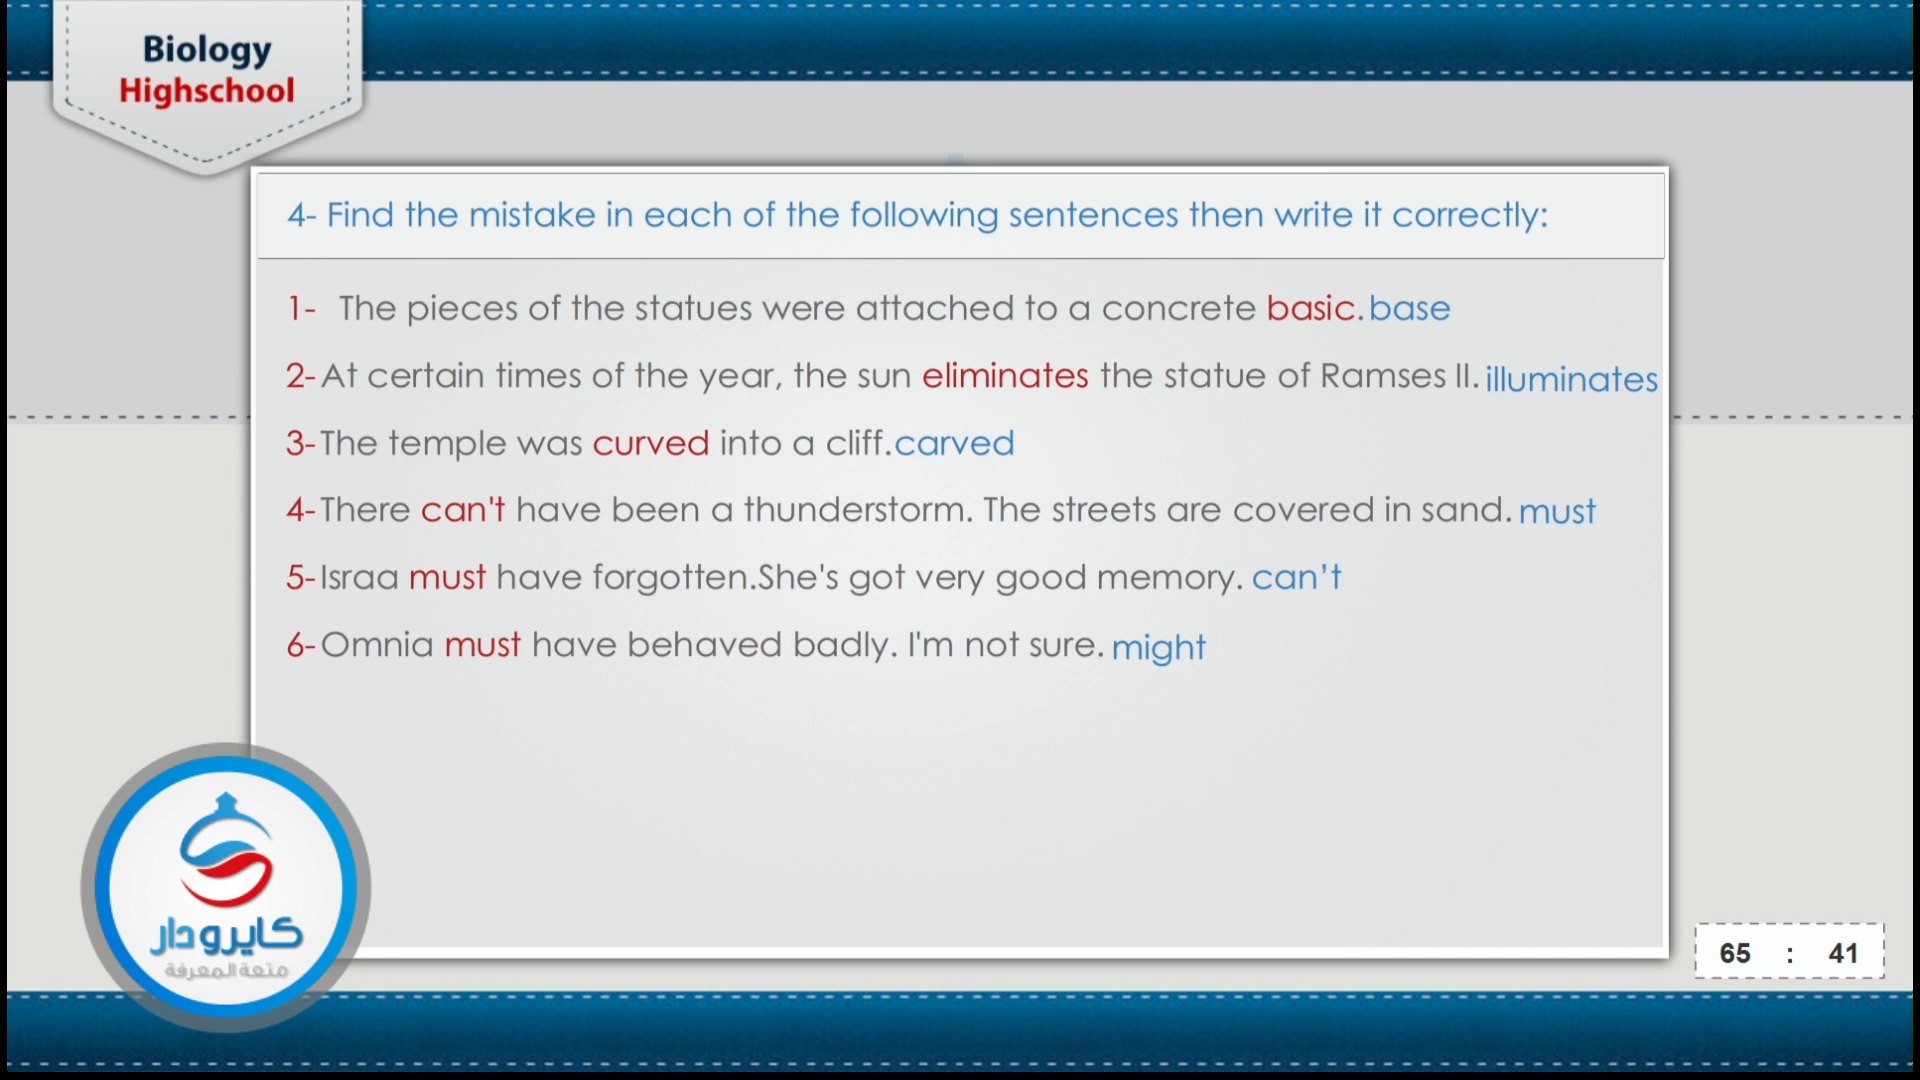 Biology
Highschool
4- Find the mistake in each of the following sentences then write it correctly:
1- The pieces of the statues were attached to a concrete basic. base
2- At certain times of the year, the sun eliminates the statue of Ramses II. illuminates
3- The temple was curved into a cliff. carved
4- There can't have been a thunderstorm. The streets are covered in sand. must
5- Israa must have forgotten.She's got very good memory. can’t
6- Omnia must have behaved badly. I'm not sure. might
كايرودار
متعة المعرفة
65 : 41